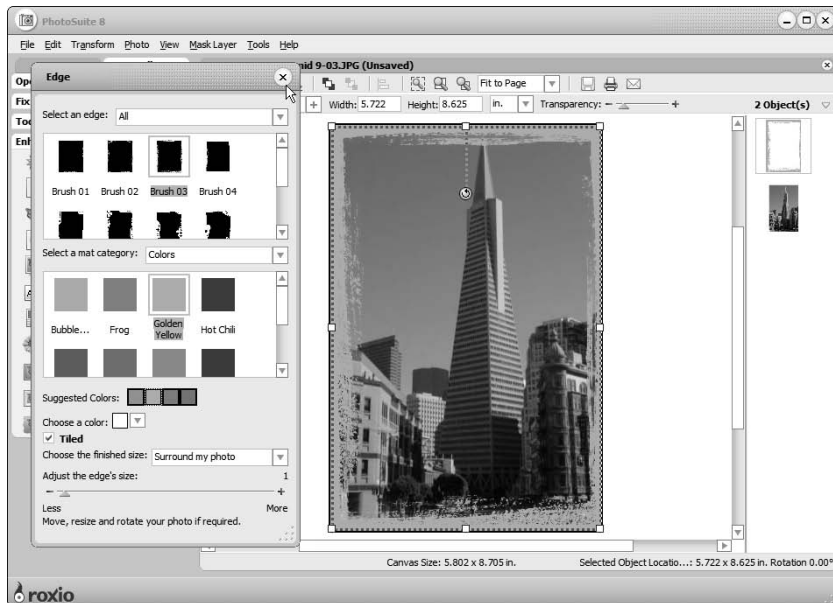 PhotoSuite 8
File Edit Transform Photo View Mask Layer Tools Help
nid 9-03.JPG (Unsaved)
Edge
Fit to Page
Width: 5.722 Height: 8.625 in. Transparency: - +
2 Object(s)
Ope
Fix
Too
Enh
Select an edge: All
Brush 01 Brush 02 Brush 03 Brush 04
Select a mat category: Colors
Bubble... Frog Golden Yellow Hot Chili
Suggested Colors:
Choose a color:
Tiled
Choose the finished size: Surround my photo
Adjust the edge's size: 1
- +
Less More
Move, resize and rotate your photo if required.
Canvas Size: 5.802 x 8.705 in. Selected Object Locatio...: 5.722 x 8.625 in. Rotation 0.00°
roxio